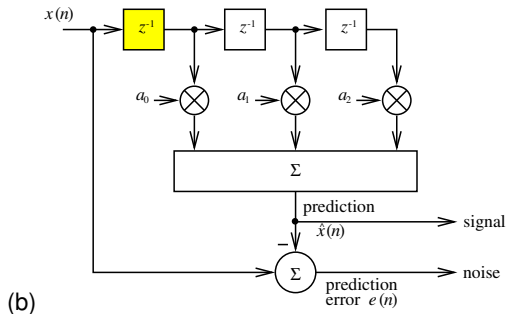 x(n)
z⁻¹ z⁻¹ z⁻¹
a₀ a₁ a₂
Σ
prediction
x̂(n)
signal
−
Σ
noise
prediction
error e(n)
(b)